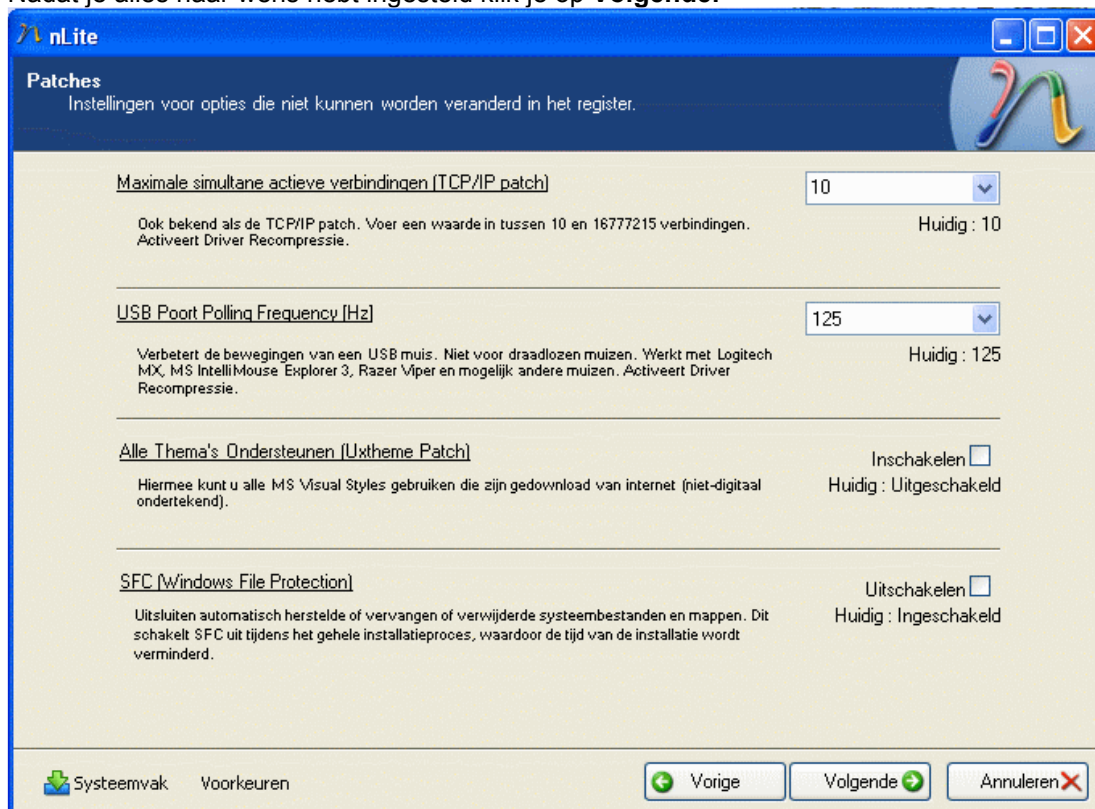 Nadat je alles naar wens hebt ingesteld klik je op Volgende.
nLite
Patches
Instellingen voor opties die niet kunnen worden veranderd in het register.
Maximale simultane actieve verbindingen (TCP/IP patch)
10
Ook bekend als de TCP/IP patch. Voer een waarde in tussen 10 en 16777215 verbindingen.
Activeert Driver Recompressie.
Huidig : 10
USB Poort Polling Frequency [Hz]
125
Verbetert de bewegingen van een USB muis. Niet voor draadlozen muizen. Werkt met Logitech
MX, MS IntelliMouse Explorer 3, Razer Viper en mogelijk andere muizen. Activeert Driver
Recompressie.
Huidig : 125
Alle Thema's Ondersteunen (Uxtheme Patch)
Inschakelen
Hiermee kunt u alle MS Visual Styles gebruiken die zijn gedownload van internet (niet-digitaal
ondertekend).
Huidig : Uitgeschakeld
SFC (Windows File Protection)
Uitschakelen
Uitsluiten automatisch herstelde of vervangen of verwijderde systeembestanden en mappen. Dit
schakelt SFC uit tijdens het gehele installatieproces, waardoor de tijd van de installatie wordt
verminderd.
Huidig : Ingeschakeld
Systeemvak
Voorkeuren
Vorige
Volgende
Annuleren